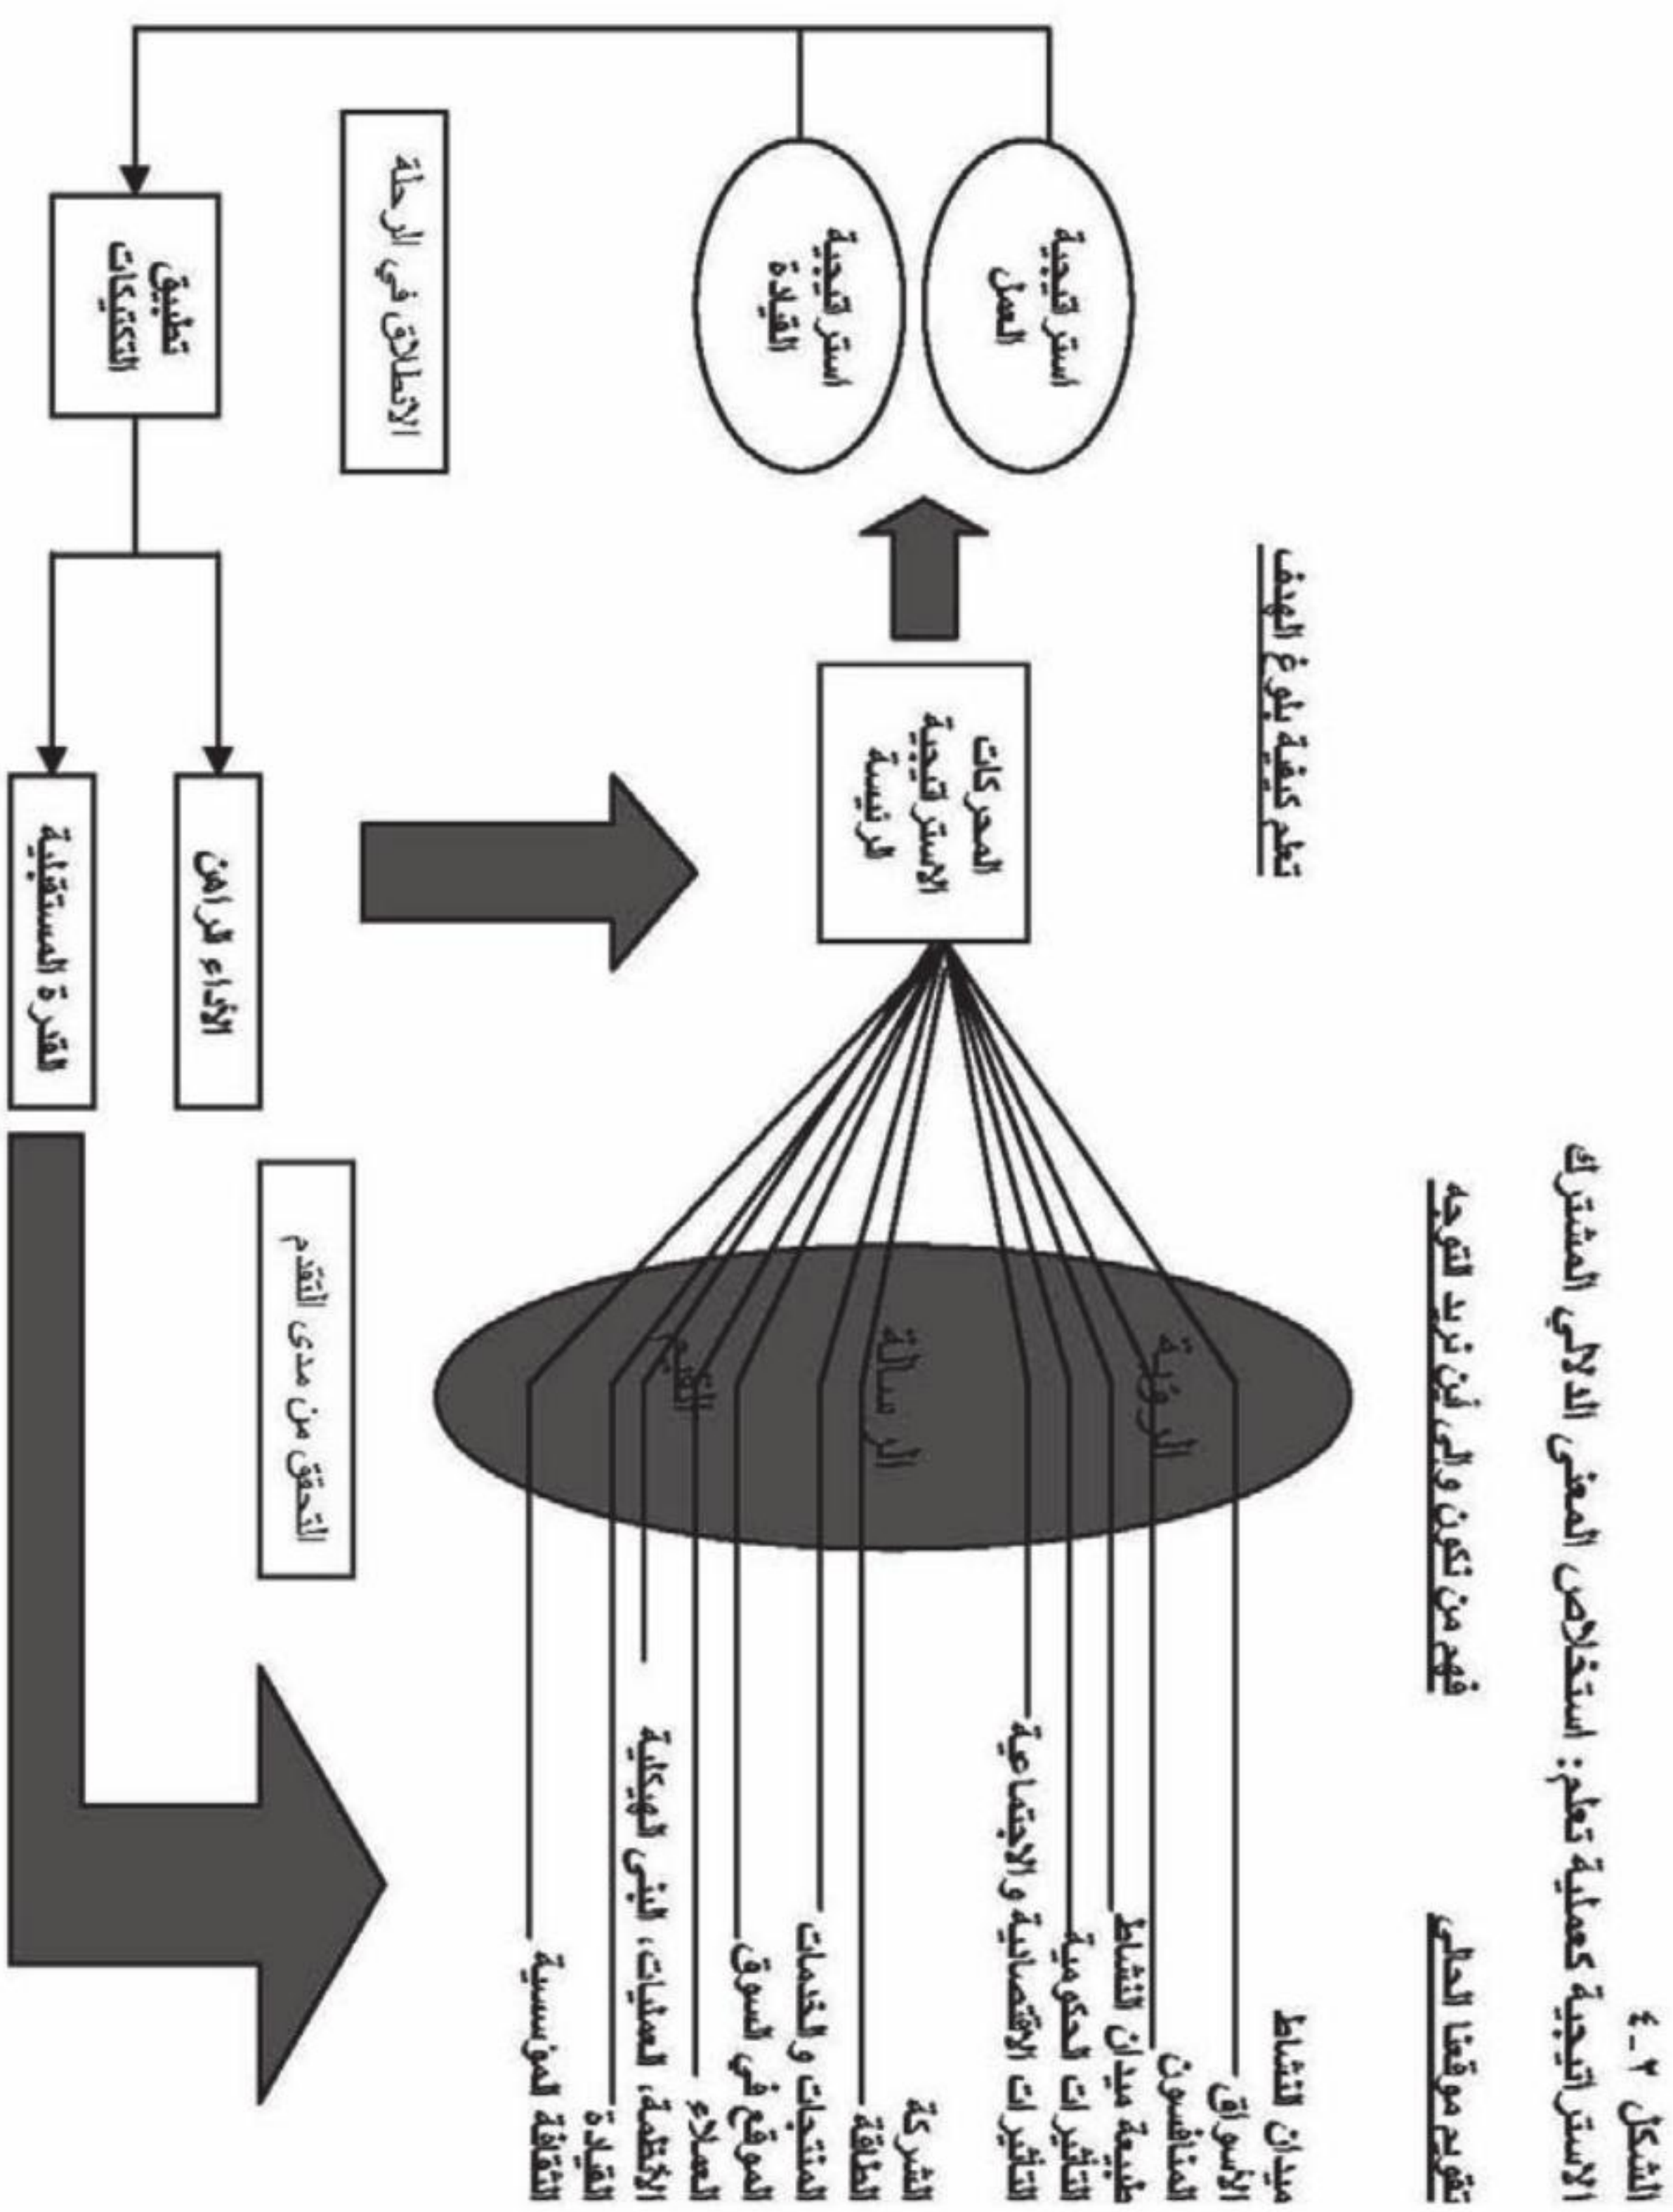 الشكل ٢-٤
الاستراتيجية كعملية تعلم: استخلاص المعنى الدلالي المشترك
تقويم موقعنا الحالي
فهم من نكون وإلى أين نريد التوجه
تعلم كيفية بلوغ الهدف
ميدان النشاط
الأسواق
المنافسون
طبيعة ميدان النشاط
التأثيرات الحكومية
التأثيرات الاقتصادية والاجتماعية
الشركة
الطاقة
المنتجات والخدمات
الموقع في السوق
العملاء
الأنظمة، العمليات، البنى الهيكلية
القيادة
الثقافة المؤسسية
الرؤية
الرسالة
القيم
المحركات
الاستراتيجية
الرئيسة
استراتيجية
العمل
استراتيجية
القيادة
الانطلاق في الرحلة
تطبيق
التكتيكات
الأداء الراهن
القدرة المستقبلية
التحقق من مدى التقدم